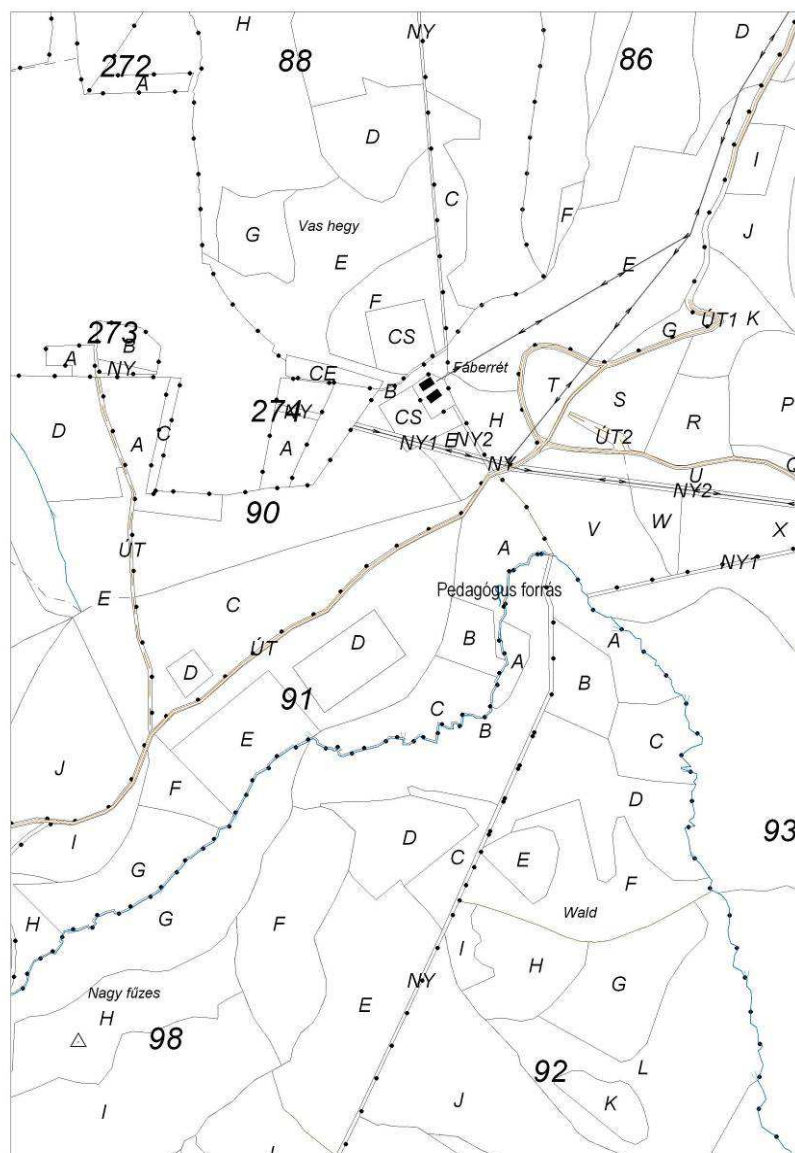 H
NY
D
272
88
86
A
I
D
C
G
F
Vas hegy
J
E
E
F
ÚT1
K
273
B
G
CS
A
NY
Fáberrét
CE
B
T
S
P
D
A
C
274
NY
CS
H
R
A
NY1
E
NY2
ÚT2
NY
U
NY2
90
V
W
X
ÚT
A
NY1
E
C
Pedagógus forrás
B
A
ÚT
D
D
A
B
91
C
B
E
C
J
F
D
I
D
C
E
93
G
H
G
F
F
Wald
I
H
NY
G
Nagy fűzes
E
H
98
L
92
I
J
K